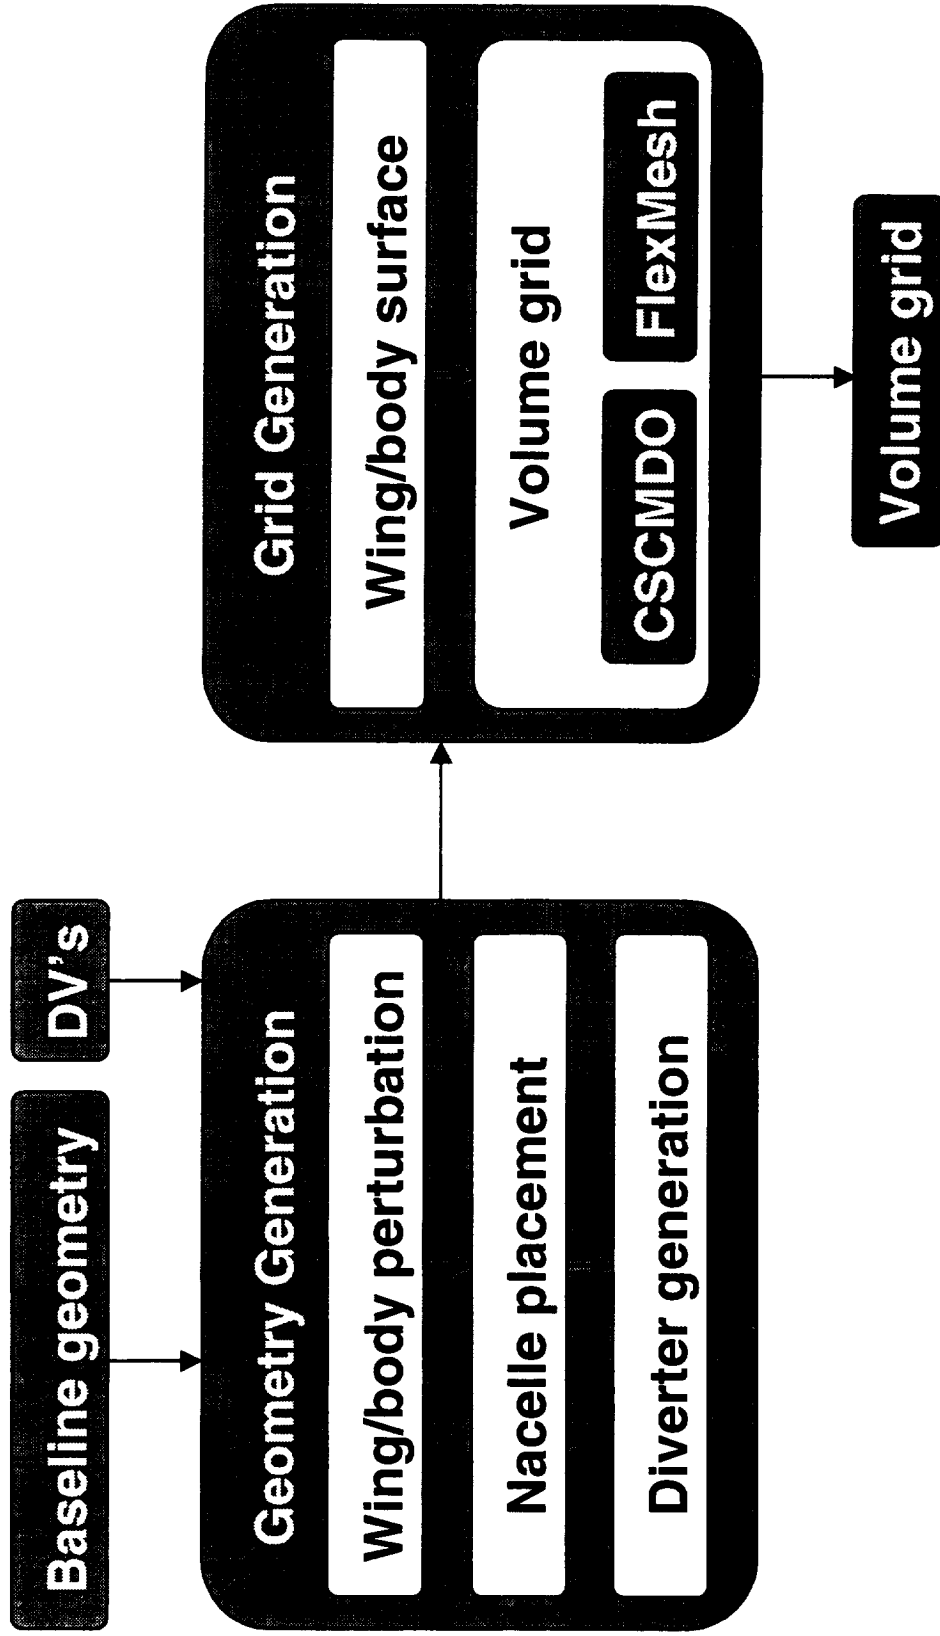 Baseline geometry
DV's
Geometry Generation
Wing/body perturbation
Nacelle placement
Diverter generation
Grid Generation
Wing/body surface
Volume grid
CSCMDO
FlexMesh
Volume grid